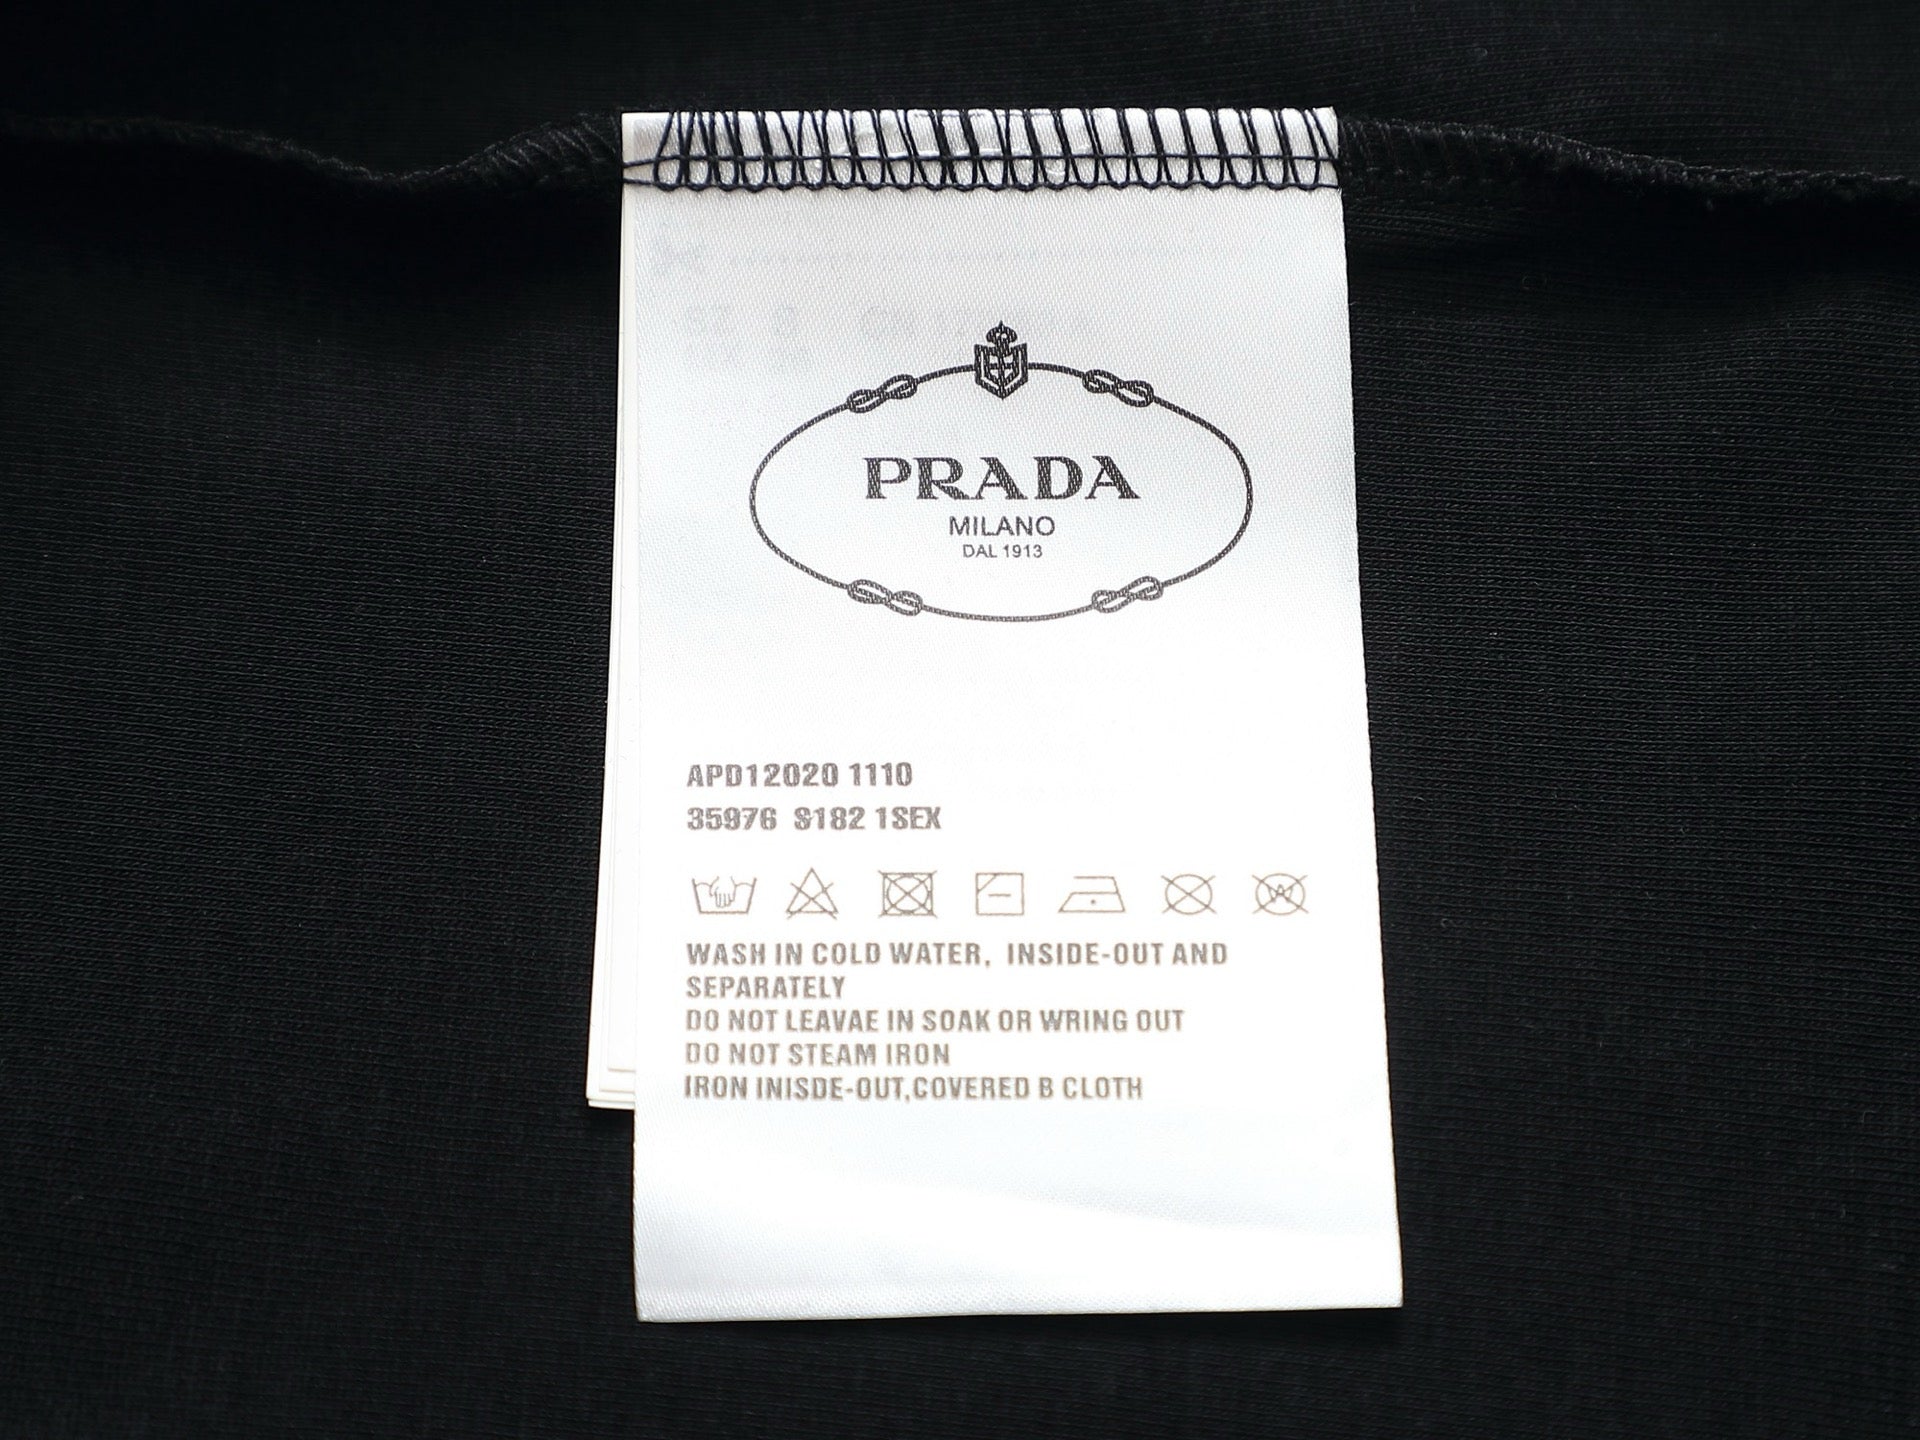 PRADA
MILANO
DAL 1913
APD12020 1110
35976 S182 1SEX
WASH IN COLD WATER, INSIDE-OUT AND
SEPARATELY
DO NOT LEAVAE IN SOAK OR WRING OUT
DO NOT STEAM IRON
IRON INISDE-OUT,COVERED B CLOTH